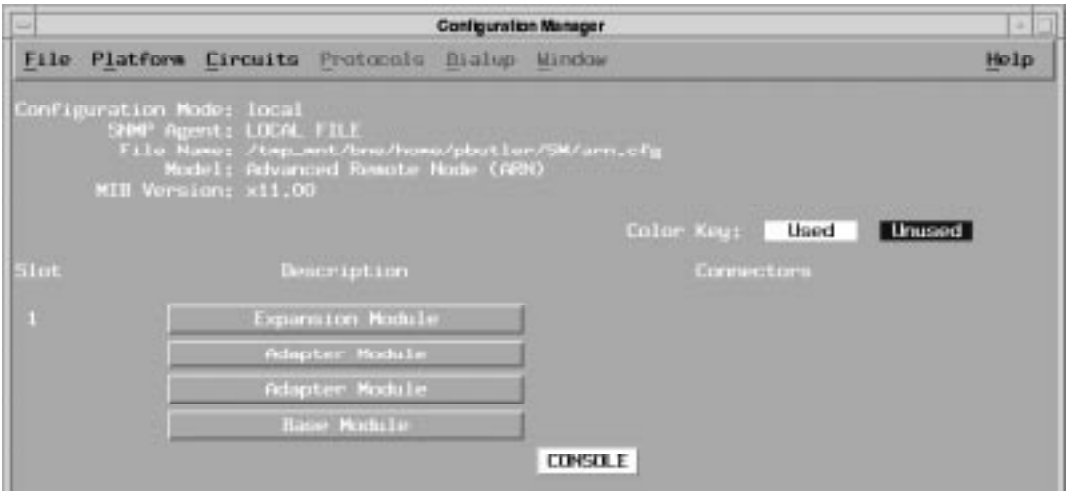 Configuration Manager
File Platform Circuits Protocols Dialup Window Help
Configuration Mode: local
SNMP Agent: LOCAL FILE
File Name: /tmp_mnt/bne/home/pbutler/SM/arn.cfg
Model: Advanced Remote Node (ARN)
MIB Version: x11.00
Color Key: Used Unused
Slot Description Connectors
1 Expansion Module
Adapter Module
Adapter Module
Base Module
CONSOLE